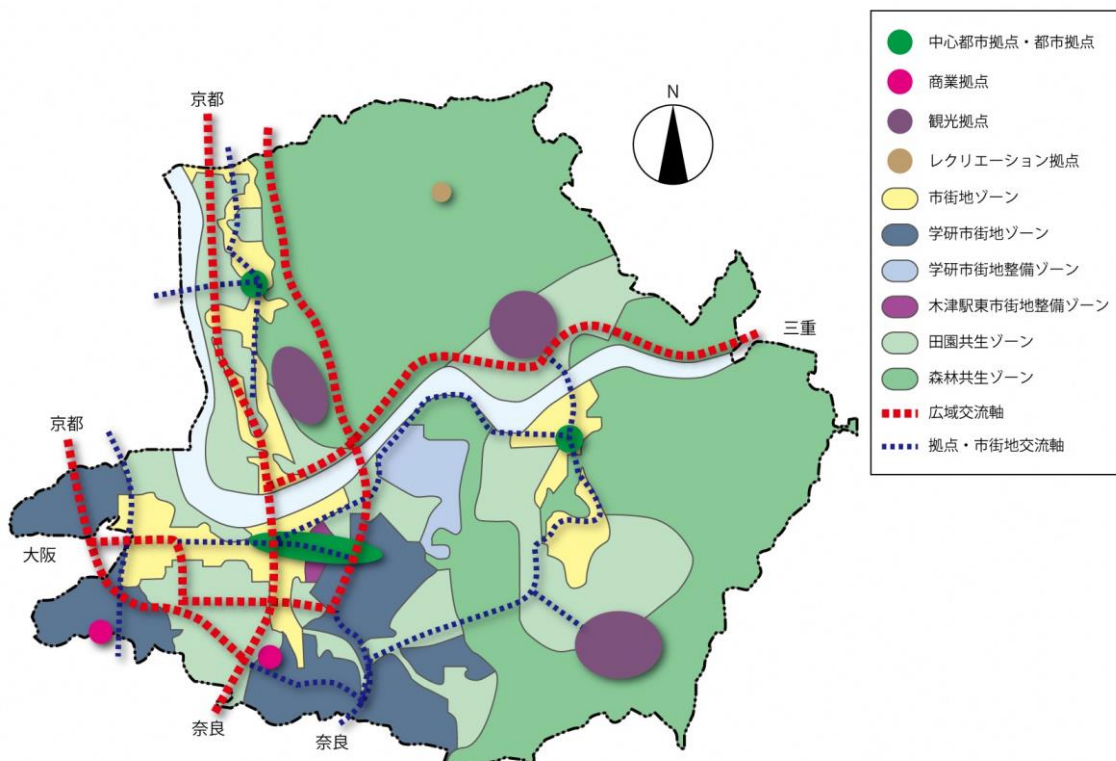 京都
N
三重
京都
大阪
奈良
奈良
中心都市拠点・都市拠点
商業拠点
観光拠点
レクリエーション拠点
市街地ゾーン
学研市街地ゾーン
学研市街地整備ゾーン
木津駅東市街地整備ゾーン
田園共生ゾーン
森林共生ゾーン
広域交流軸
拠点・市街地交流軸